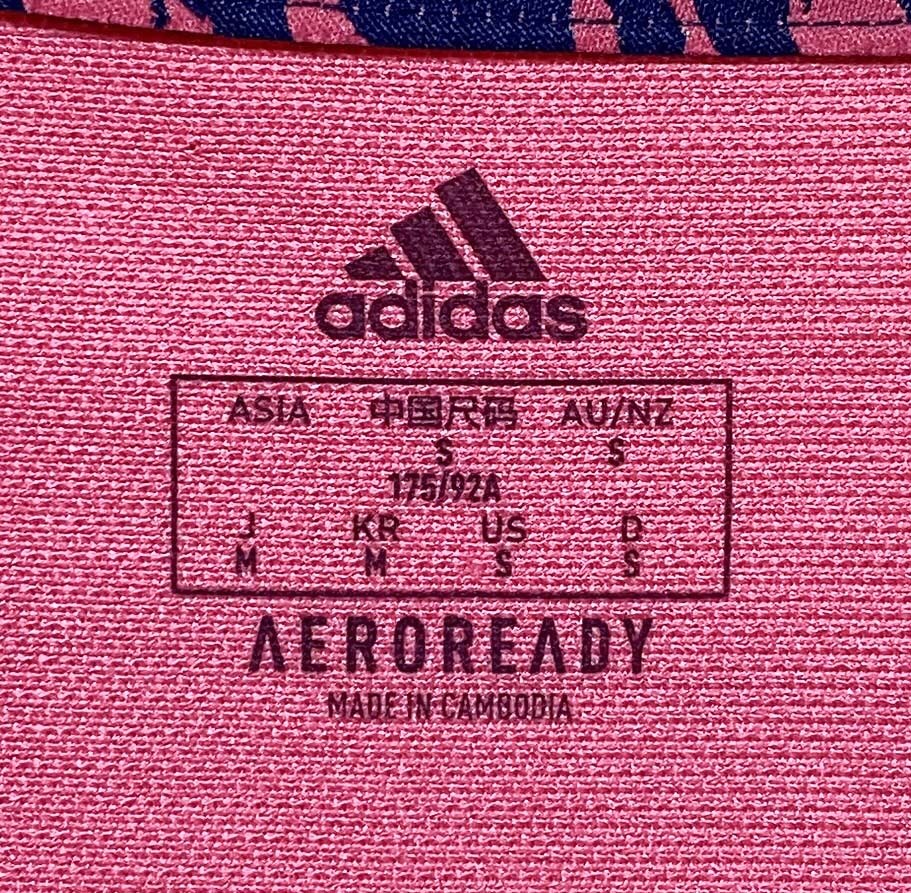 adidas
ASIA 中国尺码 AU/NZ
S S
175/92A
J KR US D
M M S S
AEROREADY
MADE IN CAMBODIA